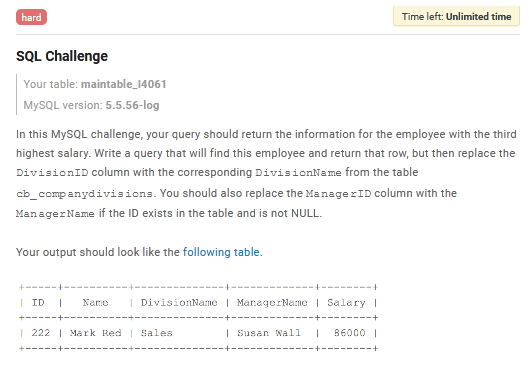 hard
Time left: Unlimited time
SQL Challenge
Your table: maintable_I4061
MySQL version: 5.5.56-log
In this MySQL challenge, your query should return the information for the employee with the third
highest salary. Write a query that will find this employee and return that row, but then replace the
DivisionID column with the corresponding DivisionName from the table
cb_companydivisions. You should also replace the ManagerID column with the
ManagerName if the ID exists in the table and is not NULL.
Your output should look like the following table.
+-----+----------+--------------+-------------+--------+
| ID | Name | DivisionName | ManagerName | Salary |
+-----+----------+--------------+-------------+--------+
| 222 | Mark Red | Sales | Susan Wall | 86000 |
+-----+----------+--------------+-------------+--------+